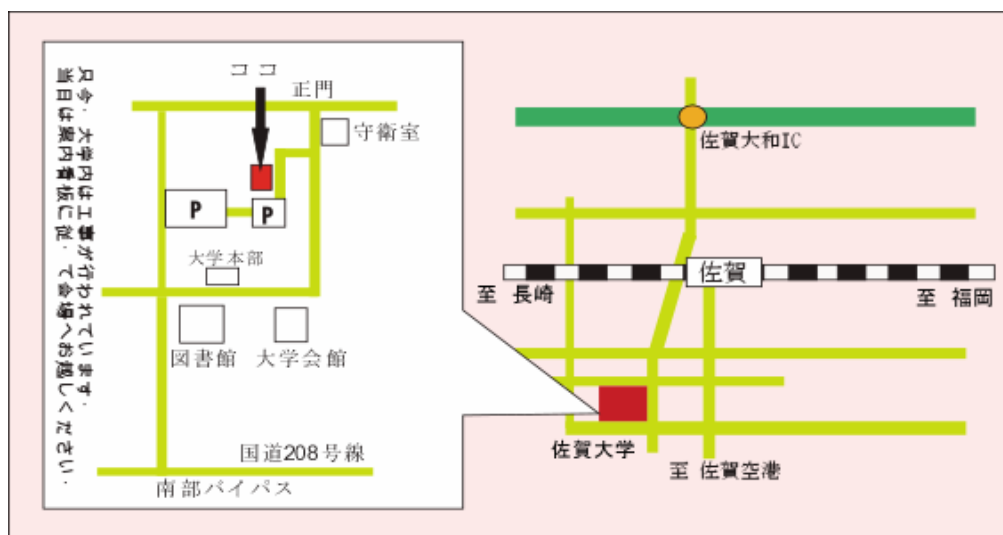 只今、大学内は工事が行われています。
当日は案内看板に従って会場へお越しください。
ココ
正門
守衛室
P
P
大学本部
図書館
大学会館
国道208号線
南部バイパス
佐賀大和IC
佐賀
至 長崎
至 福岡
佐賀大学
至 佐賀空港